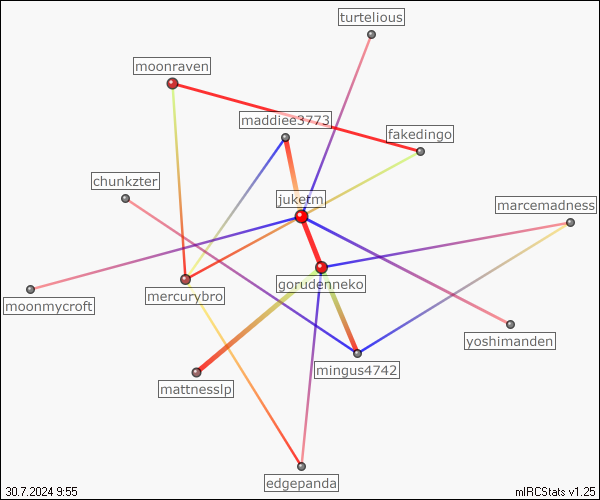 turtelious
moonraven
maddiee3773
fakedingo
chunkzter
juketm
marcemadness
gorudenneko
mercurybro
moonmycroft
yoshimanden
mingus4742
mattnesslp
edgepanda
30.7.2024 9:55
mIRCStats v1.25